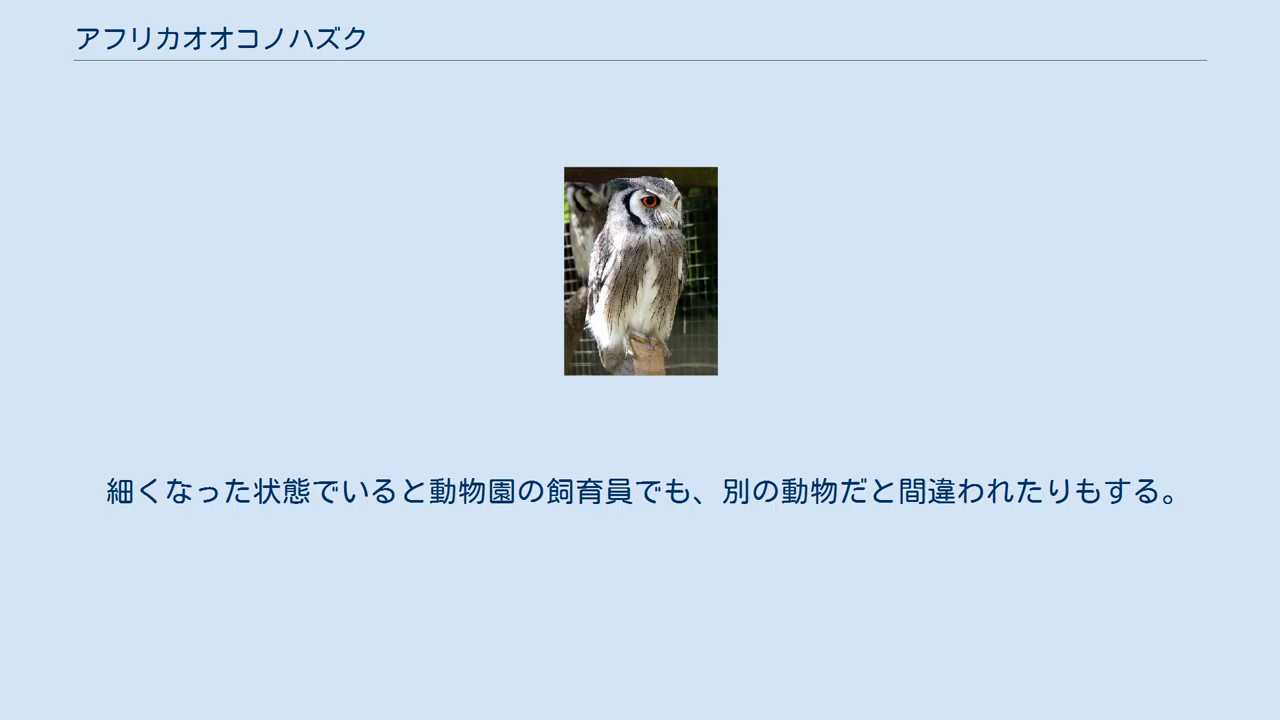 アフリカオオコノハズク
細くなった状態でいると動物園の飼育員でも、別の動物だと間違われたりもする。